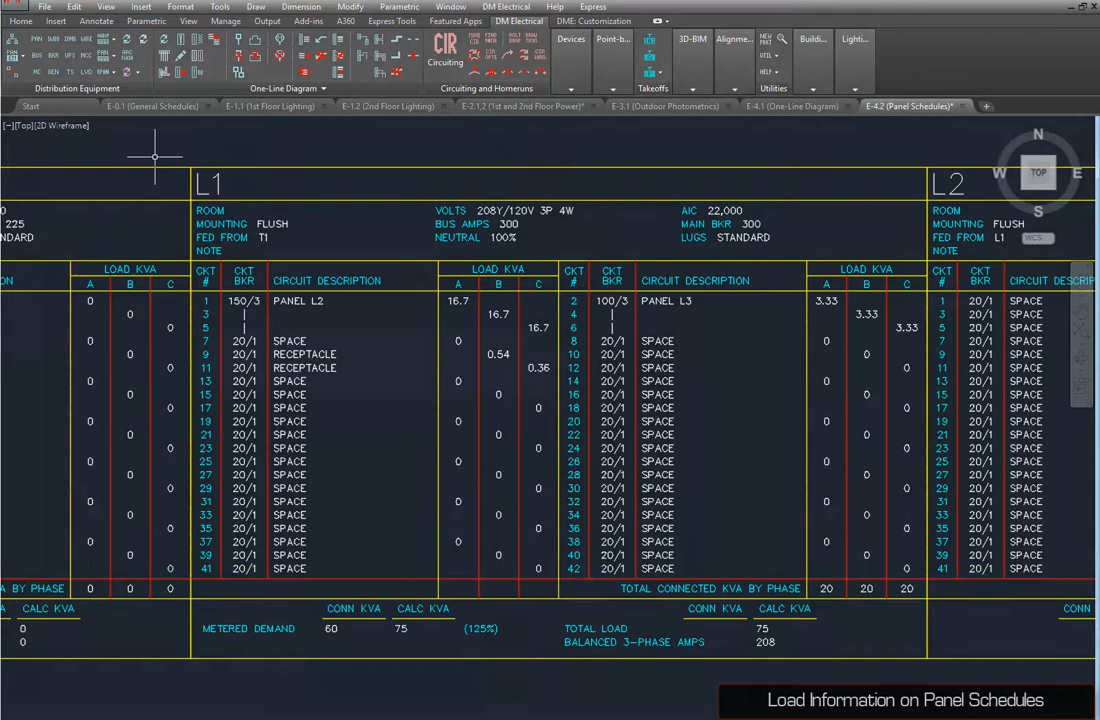 File Edit View Insert Format Tools Draw Dimension Modify Parametric Window DM Electrical Express
Home Insert Annotate Parametric View Manage Output Add-ins A360 Express Tools Featured Apps DM Electrical DME: Customization
PAN WBD XMB WIRE Devices Point-b... 3D-BIM Alignme... NEW Buildi... Lighti...
PAN BUS BKR UPS MCC CIR
Circuiting UTIL
MC GEN TS LVD BPAN HELP
Distribution Equipment One-Line Diagram Circuiting and Homeruns Takeoffs Utilities
Start E-0.1 (General Schedules) E-1.1 (1st Floor Lighting) E-1.2 (2nd Floor Lighting) E-2.1,2 (1st and 2nd Floor Power)* E-3.1 (Outdoor Photometrics) E-4.1 (One-Line Diagram) E-4.2 (Panel Schedules)*
[−][Top][2D Wireframe]
N
W TOP E
S
WCS
L1 L2
0 ROOM VOLTS 208Y/120V 3P 4W AIC 22,000 ROOM
225 MOUNTING FLUSH BUS AMPS 300 MAIN BKR 300 MOUNTING FLUSH
NDARD FED FROM T1 NEUTRAL 100% LUGS STANDARD FED FROM L1
NOTE NOTE
LOAD KVA CKT CKT LOAD KVA CKT CKT LOAD KVA CKT CKT
ON A B C # BKR CIRCUIT DESCRIPTION A B C # BKR CIRCUIT DESCRIPTION A B C # BKR CIRCUIT DESCRIP
0 1 150/3 PANEL L2 16.7 2 100/3 PANEL L3 3.33 1 20/1 SPACE
0 3 | 16.7 4 | 3.33 3 20/1 SPACE
0 5 | 16.7 6 | 3.33 5 20/1 SPACE
0 7 20/1 SPACE 0 8 20/1 SPACE 0 7 20/1 SPACE
0 9 20/1 RECEPTACLE 0.54 10 20/1 SPACE 0 9 20/1 SPACE
0 11 20/1 RECEPTACLE 0.36 12 20/1 SPACE 0 11 20/1 SPACE
0 13 20/1 SPACE 0 14 20/1 SPACE 0 13 20/1 SPACE
0 15 20/1 SPACE 0 16 20/1 SPACE 0 15 20/1 SPACE
0 17 20/1 SPACE 0 18 20/1 SPACE 0 17 20/1 SPACE
0 19 20/1 SPACE 0 20 20/1 SPACE 0 19 20/1 SPACE
0 21 20/1 SPACE 0 22 20/1 SPACE 0 21 20/1 SPACE
0 23 20/1 SPACE 0 24 20/1 SPACE 0 23 20/1 SPACE
0 25 20/1 SPACE 0 26 20/1 SPACE 0 25 20/1 SPACE
0 27 20/1 SPACE 0 28 20/1 SPACE 0 27 20/1 SPACE
0 29 20/1 SPACE 0 30 20/1 SPACE 0 29 20/1 SPACE
0 31 20/1 SPACE 0 32 20/1 SPACE 0 31 20/1 SPACE
0 33 20/1 SPACE 0 34 20/1 SPACE 0 33 20/1 SPACE
0 35 20/1 SPACE 0 36 20/1 SPACE 0 35 20/1 SPACE
0 37 20/1 SPACE 0 38 20/1 SPACE 0 37 20/1 SPACE
0 39 20/1 SPACE 0 40 20/1 SPACE 0 39 20/1 SPACE
0 41 20/1 SPACE 0 42 20/1 SPACE 0 41 20/1 SPACE
A BY PHASE 0 0 0 TOTAL CONNECTED KVA BY PHASE 20 20 20
CALC KVA CONN KVA CALC KVA CONN KVA CALC KVA CONN
0 METERED DEMAND 60 75 (125%) TOTAL LOAD 75
0 BALANCED 3-PHASE AMPS 208
Load Information on Panel Schedules